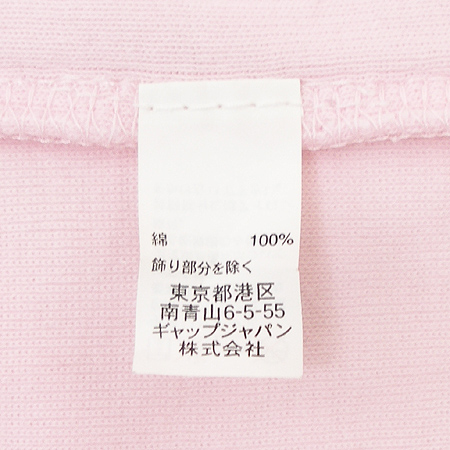 綿 100%
飾り部分を除く
東京都港区
南青山6-5-55
ギャップジャパン
株式会社